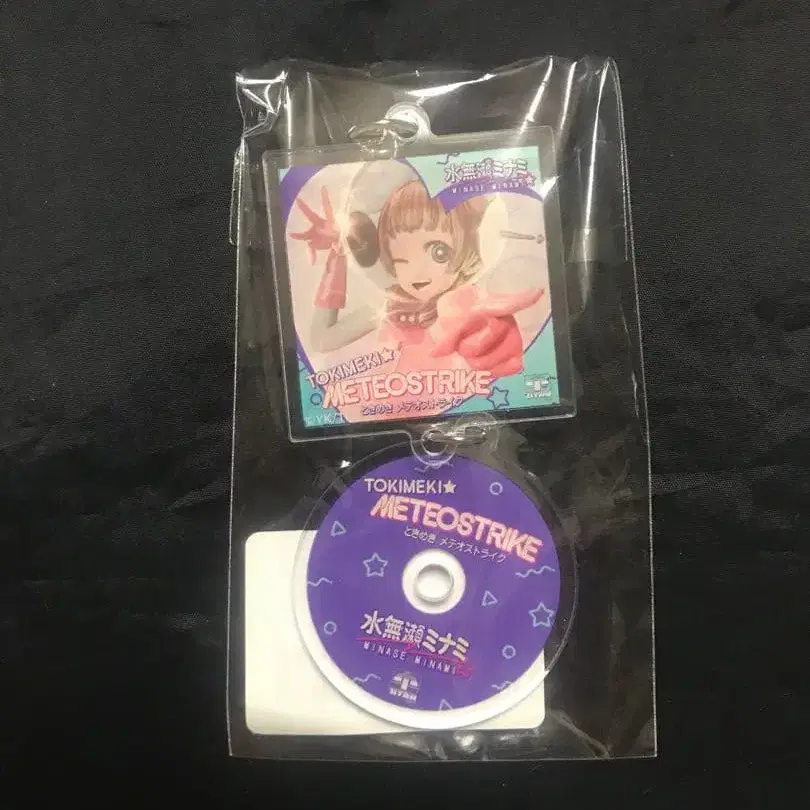 水無瀬ミナミ
MINASE MINAMI
TOKIMEKI★
METEOSTRIKE
ときめき メテオストライク
TITAN
TOKIMEKI★
METEOSTRIKE
ときめき メテオストライク
水無瀬ミナミ
MINASE MINAMI
TITAN